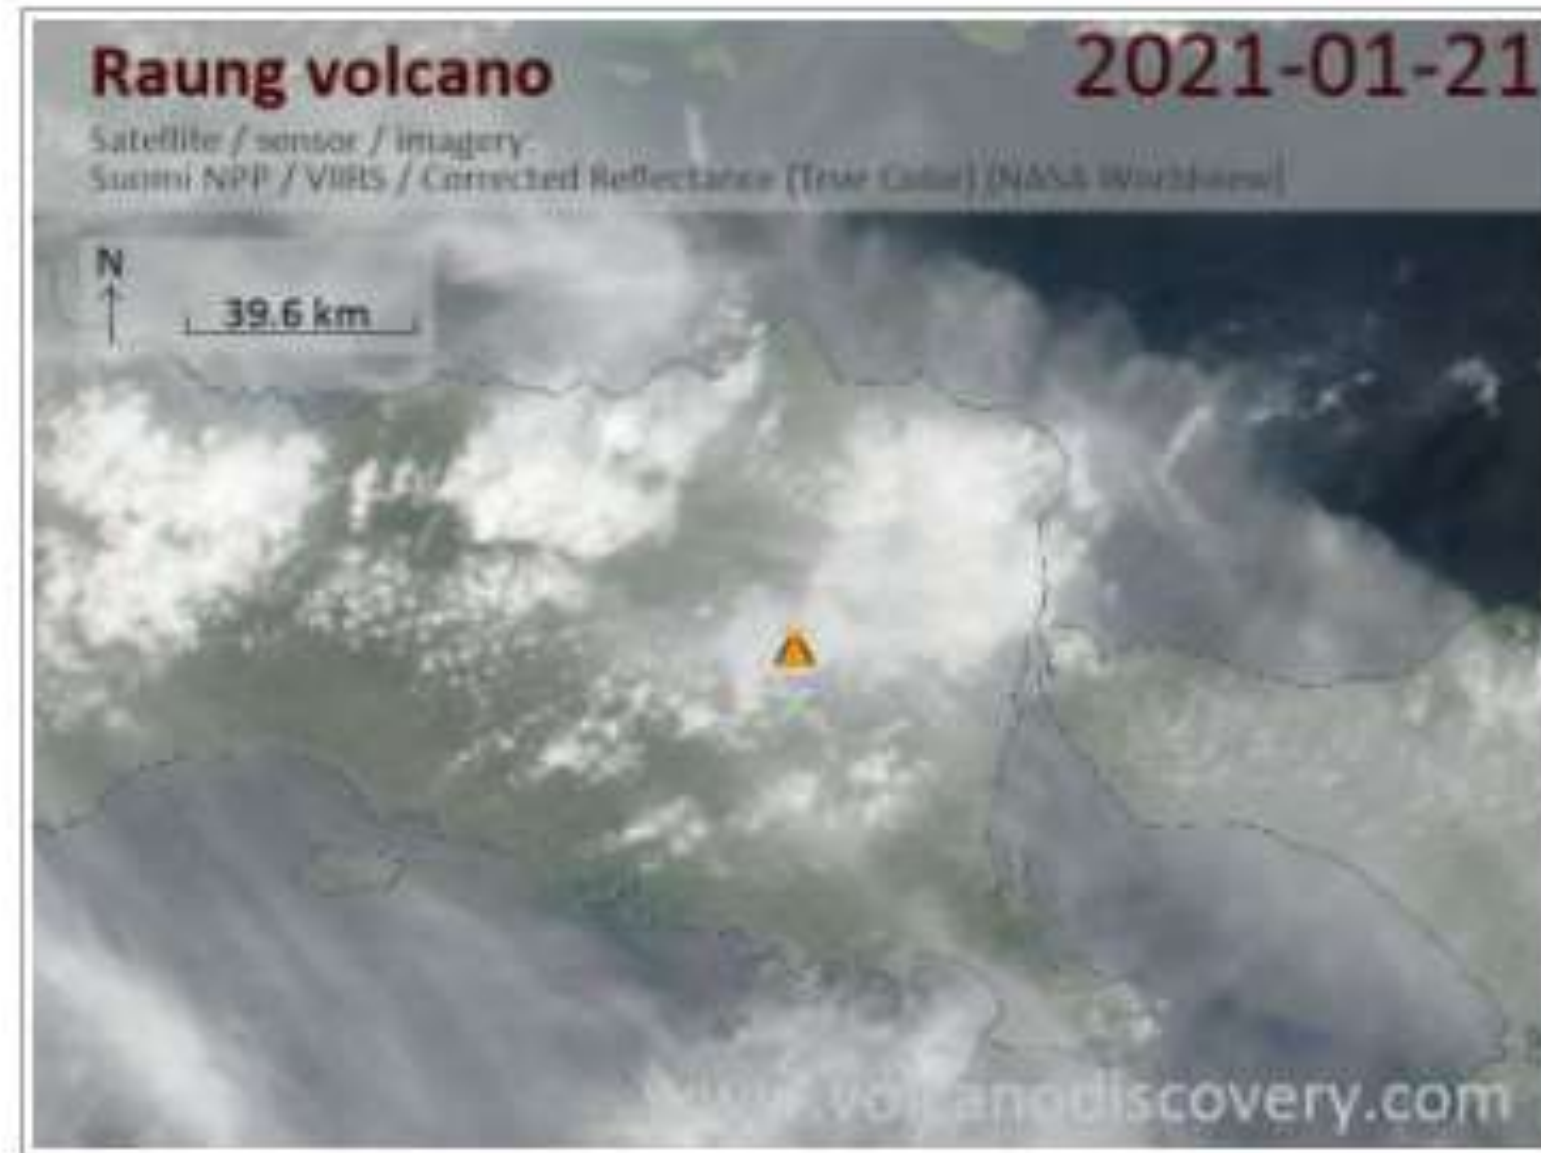 Raung volcano
2021-01-21
Satellite / sensor / imagery:
Suomi NPP / VIIRS / Corrected Reflectance (True Color) (NASA Worldview)
N
39.6 km
www.volcanodiscovery.com